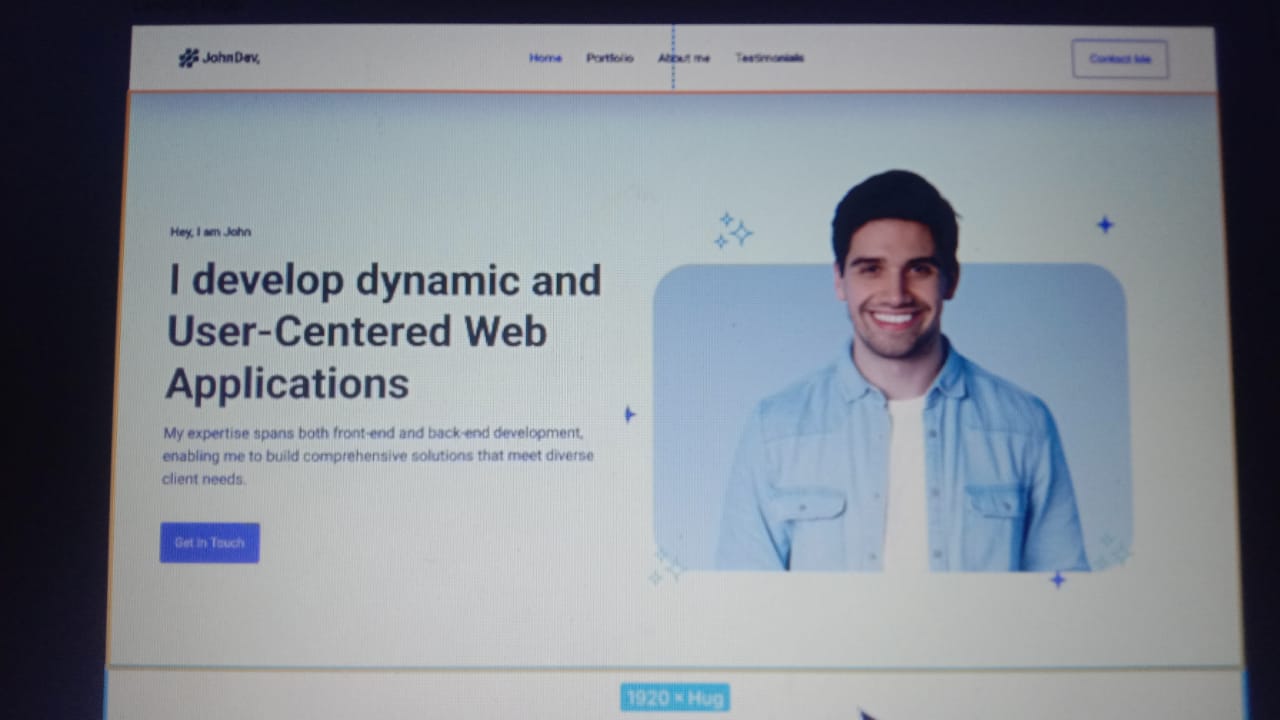 JohnDev,
Home Portfolio About me Testimonials
Contact Me
Hey, I am John
I develop dynamic and
User-Centered Web
Applications
My expertise spans both front-end and back-end development,
enabling me to build comprehensive solutions that meet diverse
client needs.
Get in Touch
1920 × Hug